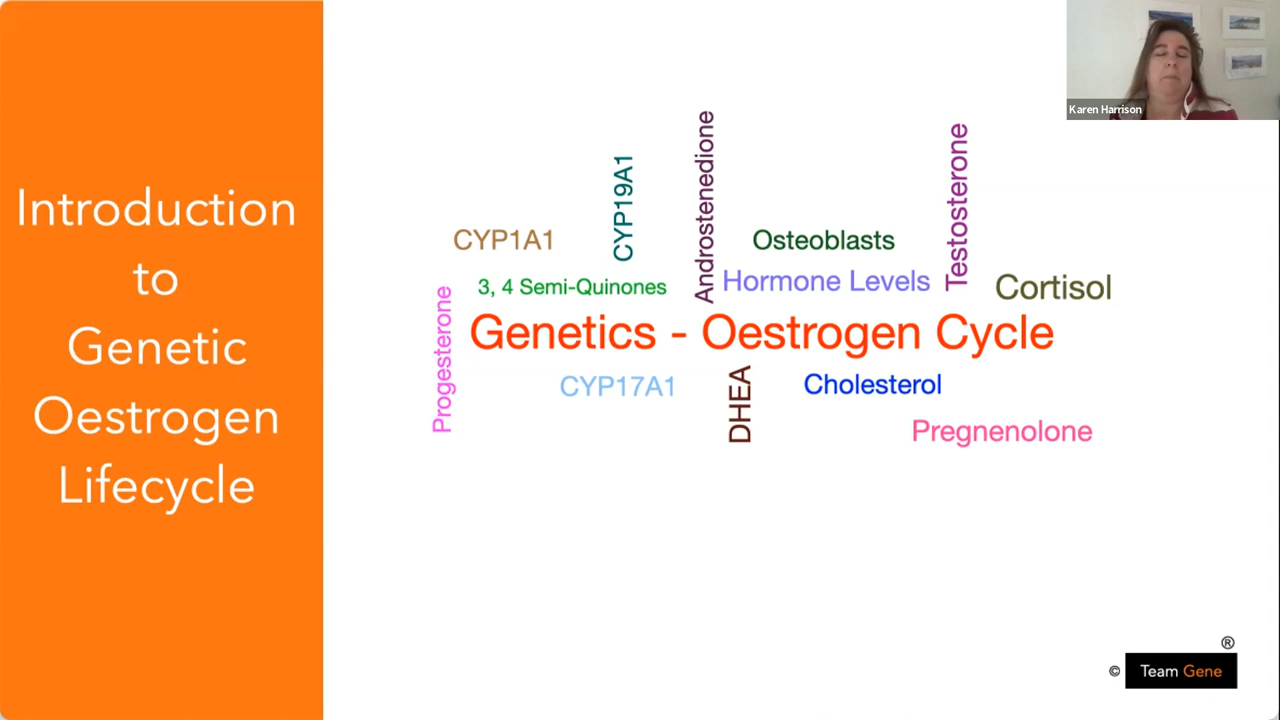 Introduction
to
Genetic
Oestrogen
Lifecycle
Karen Harrison
Androstenedione
Testosterone
CYP19A1
CYP1A1
Osteoblasts
3, 4 Semi-Quinones
Hormone Levels
Cortisol
Progesterone
Genetics - Oestrogen Cycle
CYP17A1
DHEA
Cholesterol
Pregnenolone
®
© Team Gene